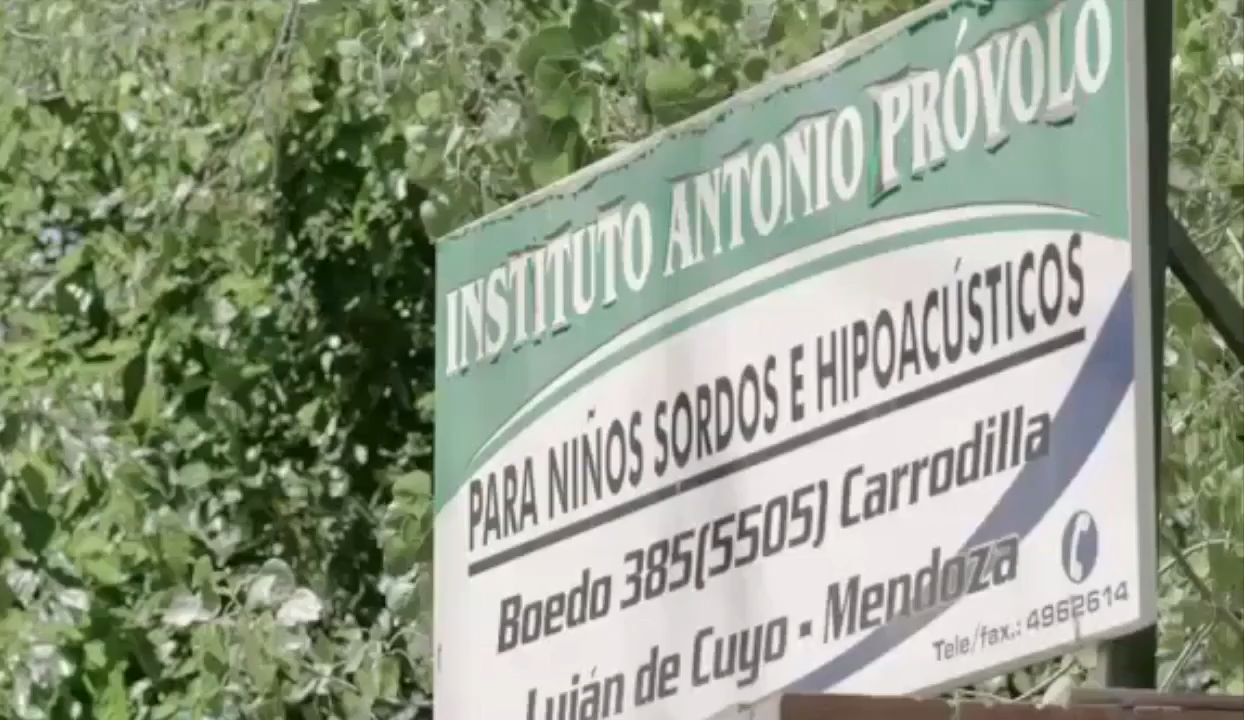 INSTITUTO ANTONIO PRÓVOLO
PARA NIÑOS SORDOS E HIPOACÚSTICOS
Boedo 385(5505) Carrodilla
Luján de Cuyo - Mendoza
Tele/fax.: 4962614